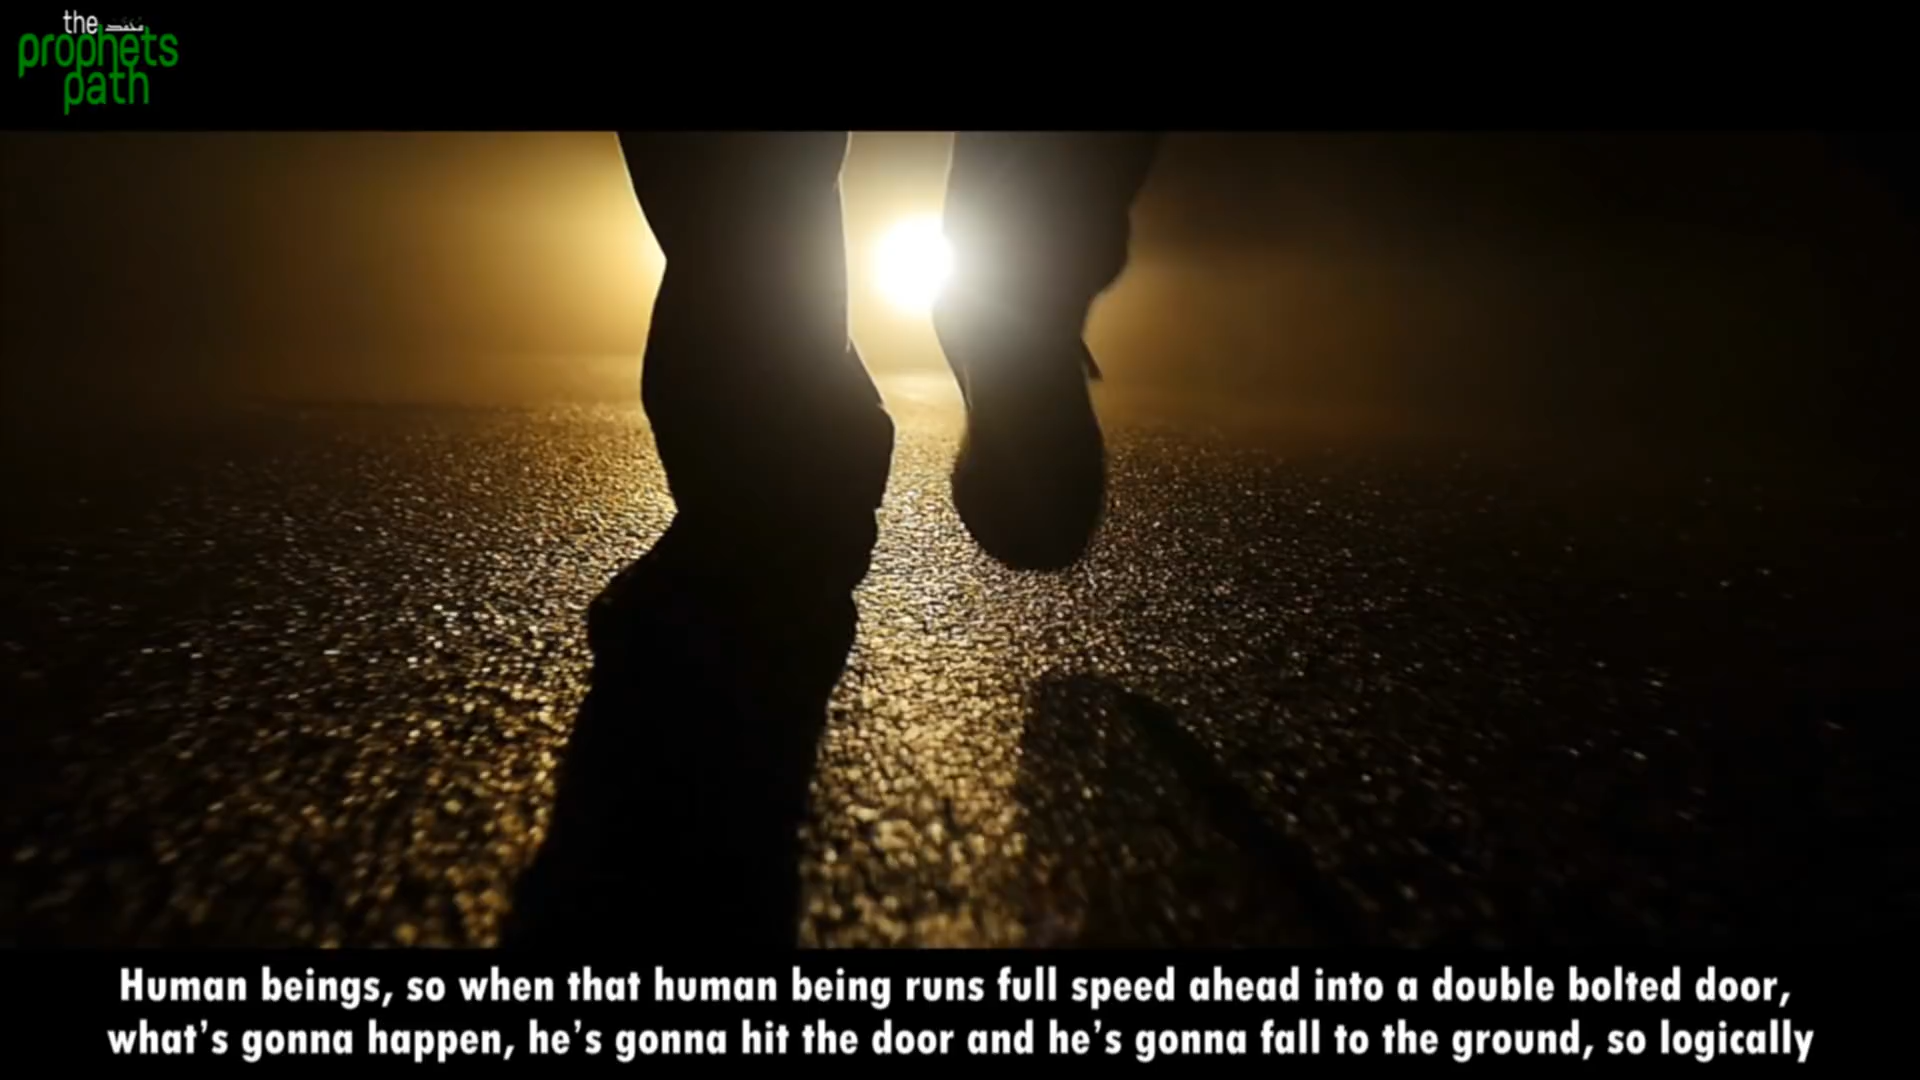 the محمد
prophets
path
Human beings, so when that human being runs full speed ahead into a double bolted door,
what's gonna happen, he's gonna hit the door and he's gonna fall to the ground, so logically